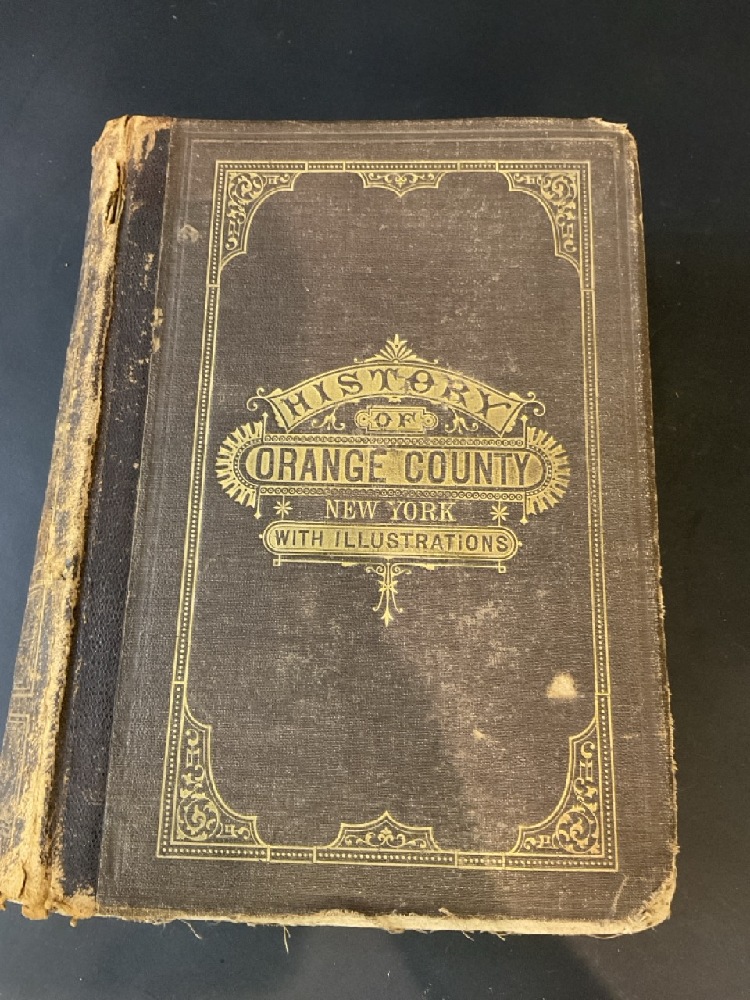 HISTORY
OF
ORANGE COUNTY
NEW YORK
WITH ILLUSTRATIONS